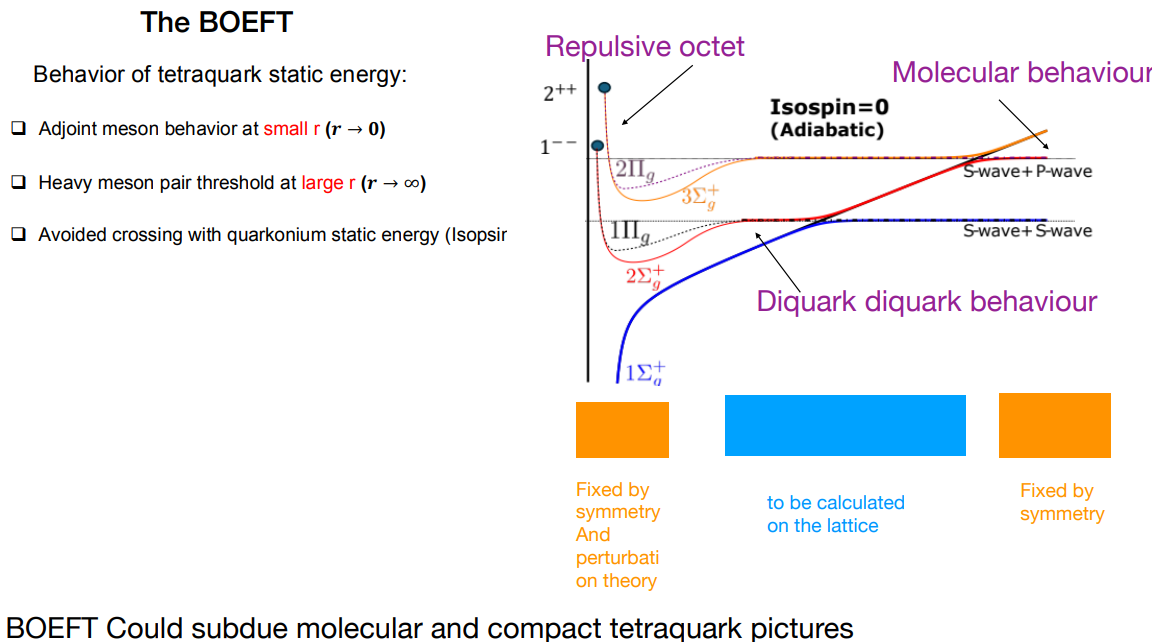 The BOEFT
Behavior of tetraquark static energy:
❑ Adjoint meson behavior at small r (r → 0)
❑ Heavy meson pair threshold at large r (r → ∞)
❑ Avoided crossing with quarkonium static energy (Isopsin
Repulsive octet
Molecular behaviour
2⁺⁺
Isospin=0
(Adiabatic)
1⁻⁻
2Πg
S-wave+P-wave
3Σg⁺
1Πg
S-wave+S-wave
2Σg⁺
Diquark diquark behaviour
1Σg⁺
Fixed by
symmetry
And
perturbati
on theory
to be calculated
on the lattice
Fixed by
symmetry
BOEFT Could subdue molecular and compact tetraquark pictures